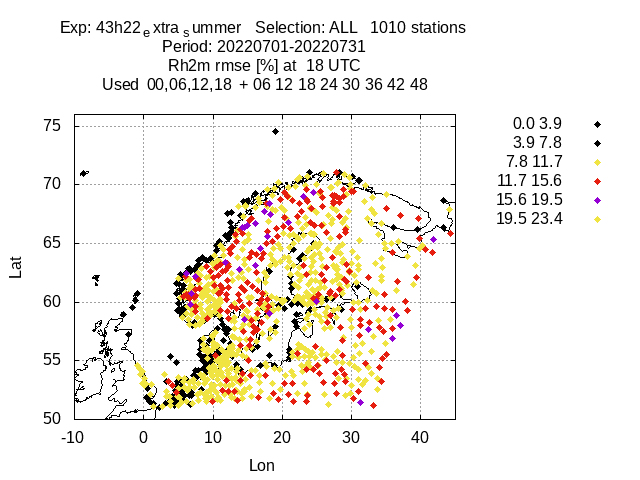 Exp: 43h22 e xtra s ummer Selection: ALL 1010 stations
Period: 20220701-20220731
Rh2m rmse [%] at 18 UTC
Used 00,06,12,18 + 06 12 18 24 30 36 42 48
0.0 3.9
3.9 7.8
7.8 11.7
11.7 15.6
15.6 19.5
19.5 23.4
75
70
65
60
55
50
Lat
-10 0 10 20 30 40
Lon